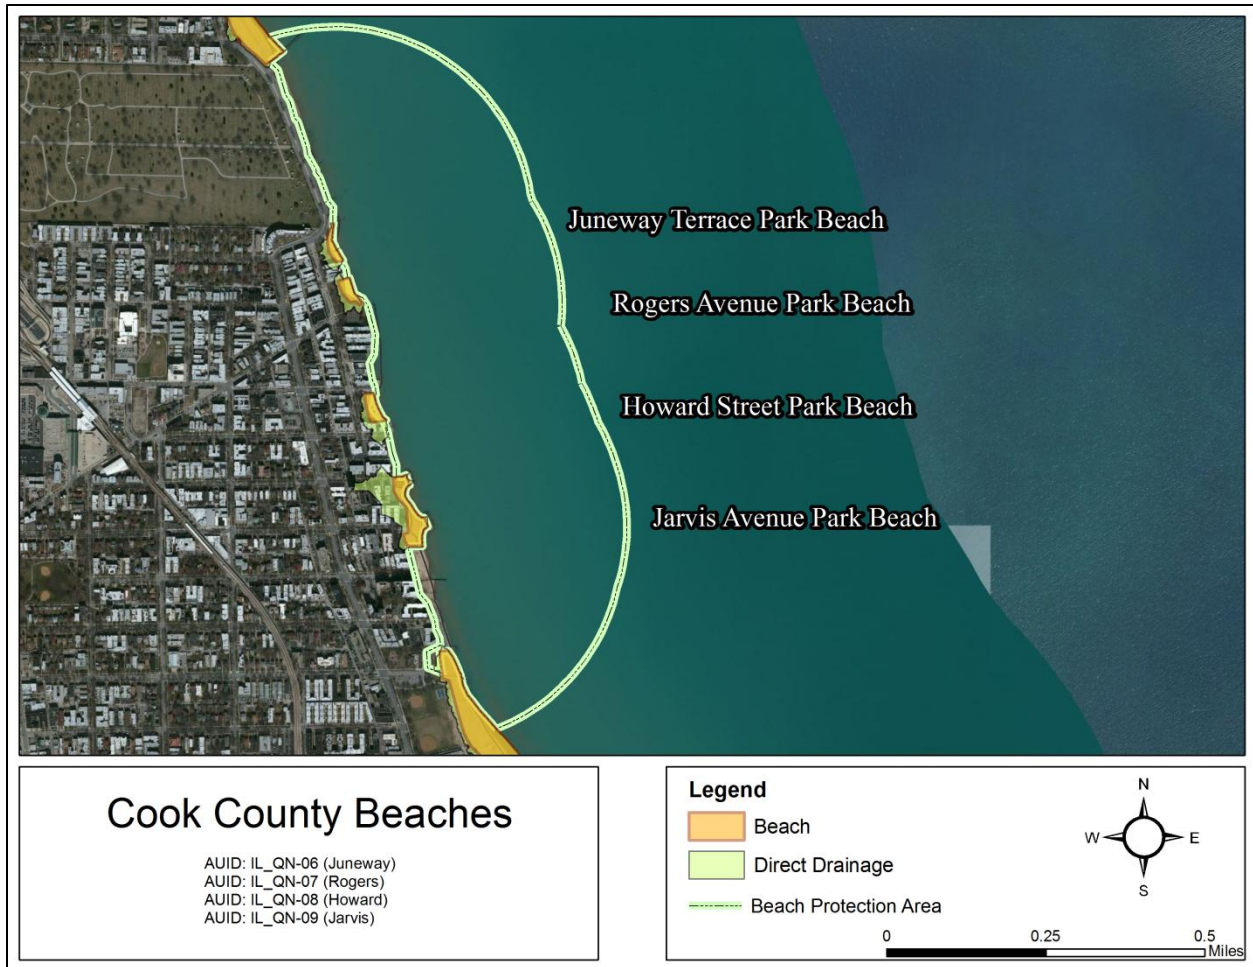 Juneway Terrace Park Beach
Rogers Avenue Park Beach
Howard Street Park Beach
Jarvis Avenue Park Beach
Cook County Beaches
AUID: IL_QN-06 (Juneway)
AUID: IL_QN-07 (Rogers)
AUID: IL_QN-08 (Howard)
AUID: IL_QN-09 (Jarvis)
Legend
Beach
Direct Drainage
Beach Protection Area
N
W E
S
0 0.25 0.5
Miles